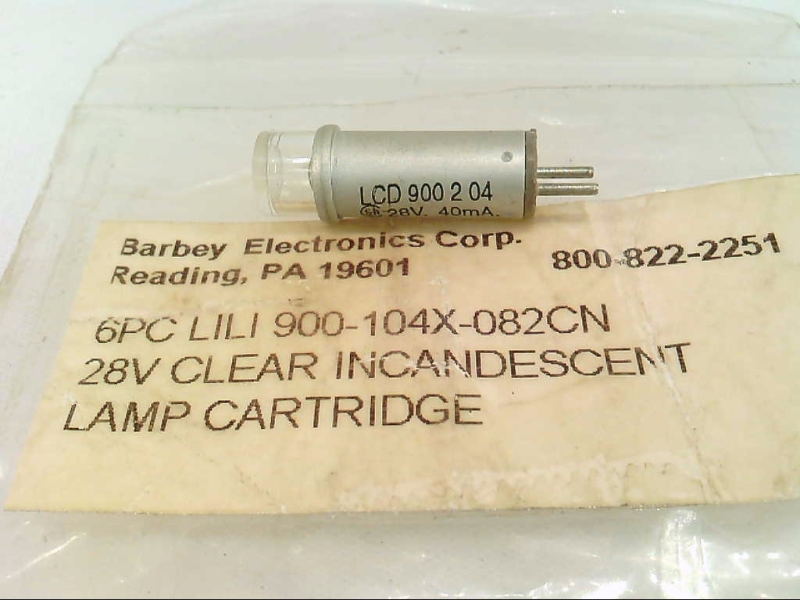 LCD 900 2 04
28V. 40mA.
Barbey Electronics Corp. 800-822-2251
Reading, PA 19601
6PC LILI 900-104X-082CN
28V CLEAR INCANDESCENT
LAMP CARTRIDGE